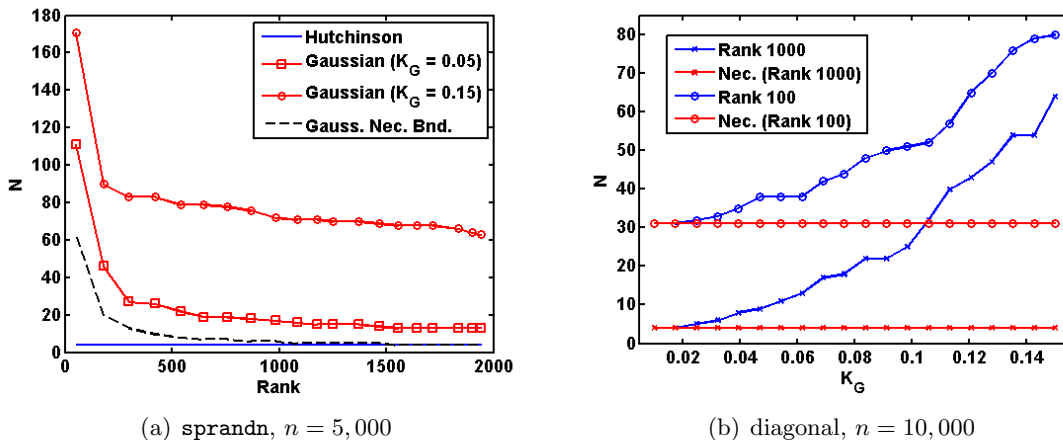 180
160
140
120
100
80
60
40
20
0
N
0
500
1000
1500
2000
Rank
Hutchinson
Gaussian (K_G = 0.05)
Gaussian (K_G = 0.15)
Gauss. Nec. Bnd.
(a) sprandn, n = 5,000
80
70
60
50
40
30
20
10
0
N
0.02
0.04
0.06
0.08
0.1
0.12
0.14
K_G
Rank 1000
Nec. (Rank 1000)
Rank 100
Nec. (Rank 100)
(b) diagonal, n = 10,000